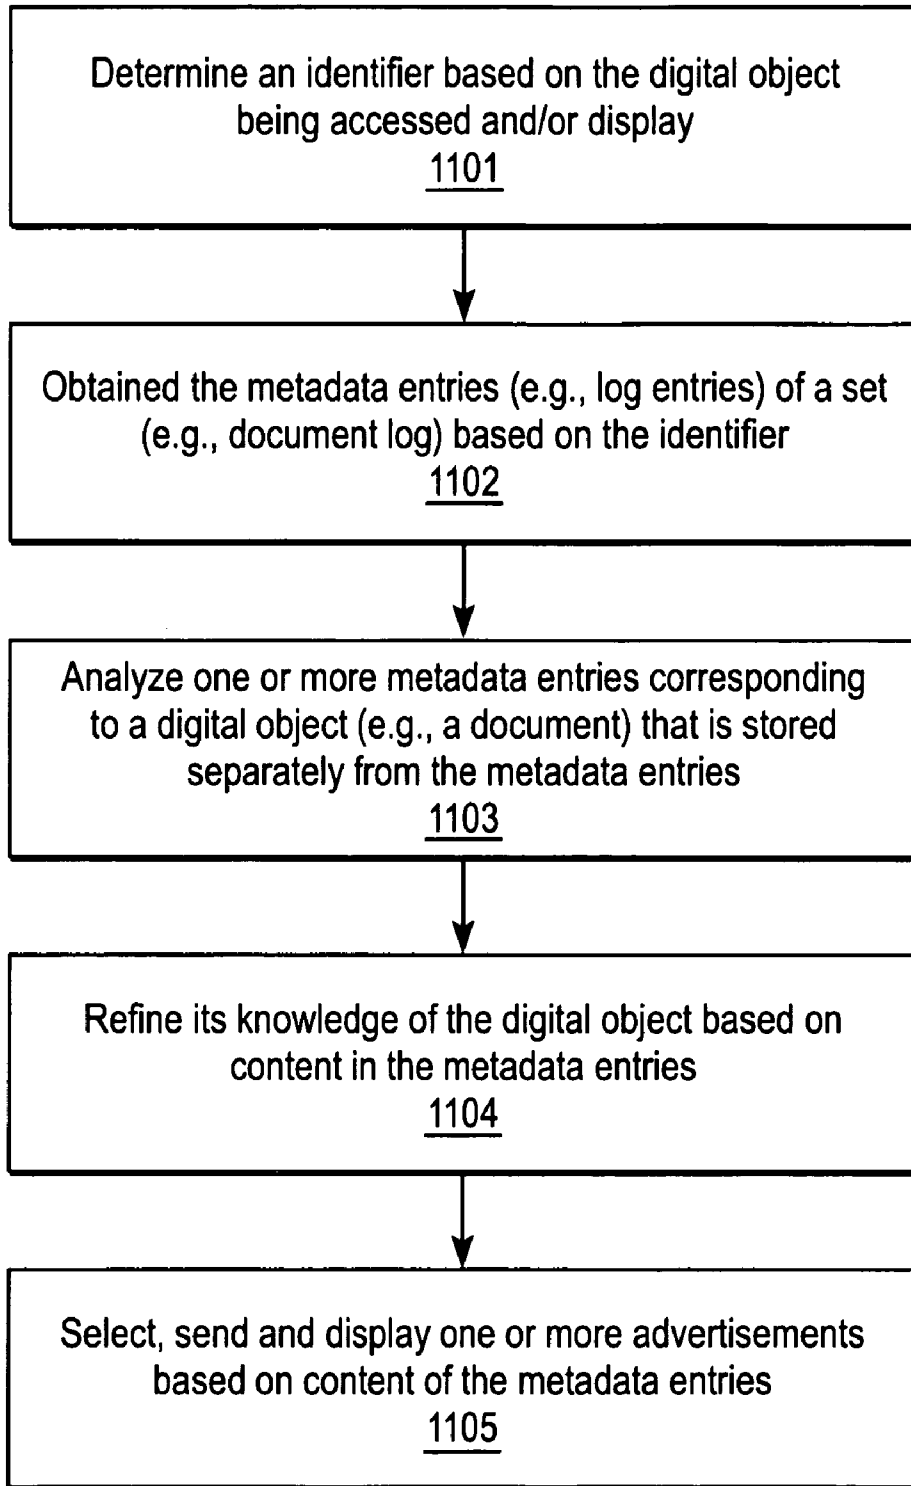 Determine an identifier based on the digital object
being accessed and/or display
1101
Obtained the metadata entries (e.g., log entries) of a set
(e.g., document log) based on the identifier
1102
Analyze one or more metadata entries corresponding
to a digital object (e.g., a document) that is stored
separately from the metadata entries
1103
Refine its knowledge of the digital object based on
content in the metadata entries
1104
Select, send and display one or more advertisements
based on content of the metadata entries
1105